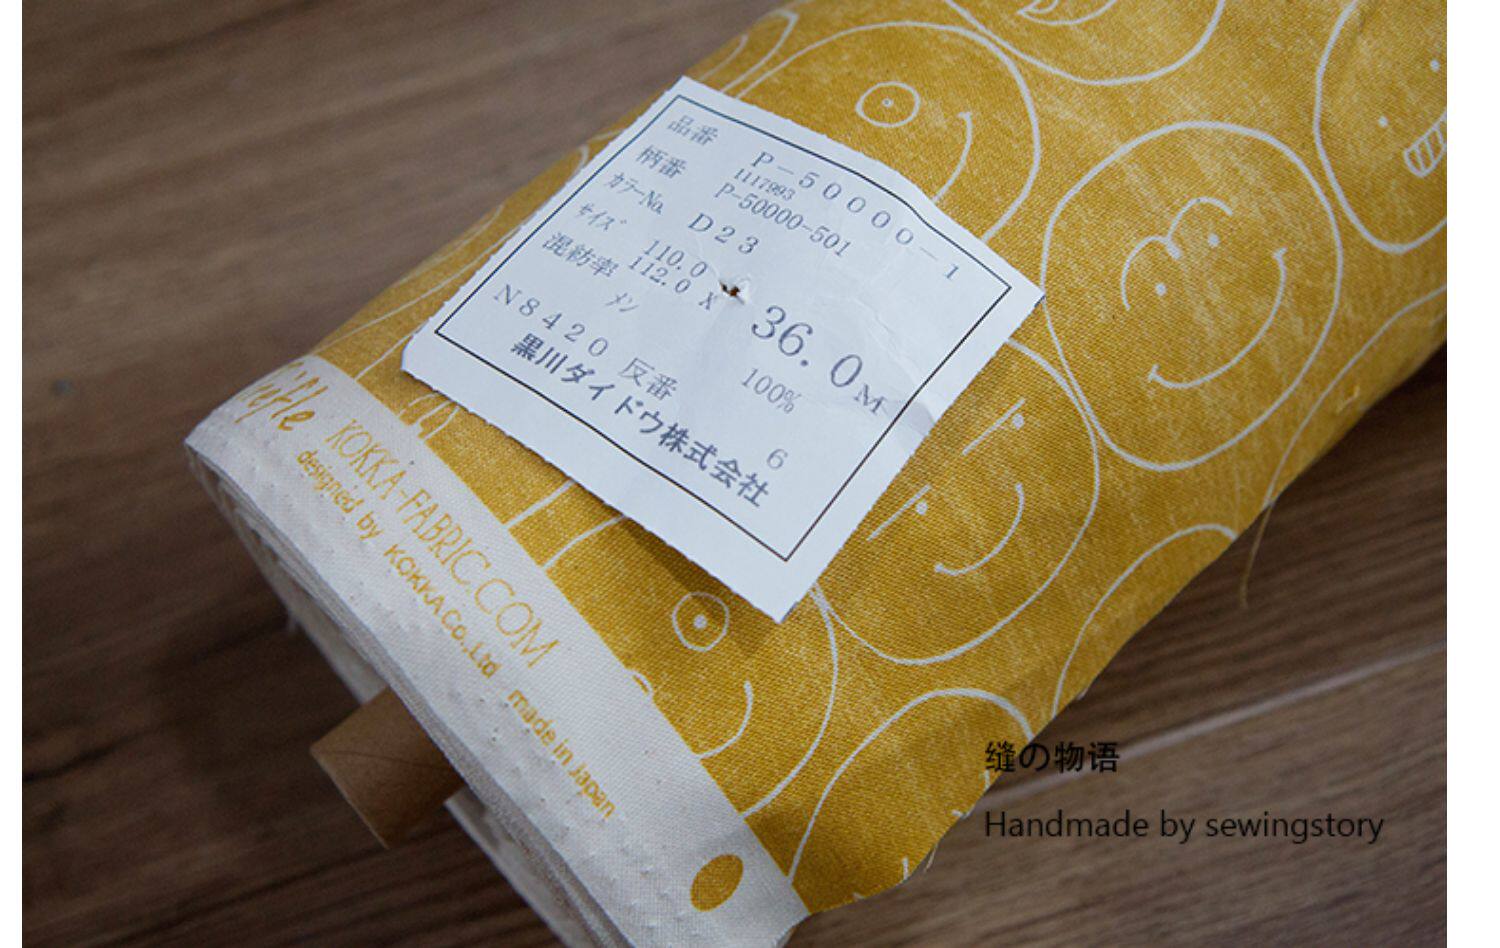 品番 P-50000-1
1117993
柄番 P-50000-501
カラーNo. D23
サイズ 110.0
112.0 X 36.0M
混紡率
メン 100%
N8420 反番 6
黒川ダイドウ株式会社
KOKKA-FABRIC.COM
designed by KOKKA Co.,Ltd made in Japan
缝の物语
Handmade by sewingstory